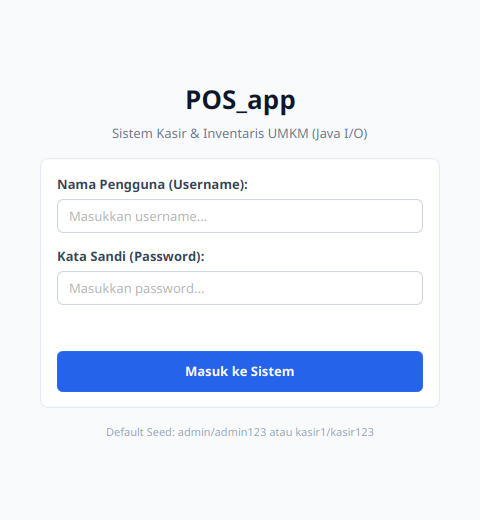 POS_app
Sistem Kasir & Inventaris UMKM (Java I/O)
Nama Pengguna (Username):
Masukkan username...
Kata Sandi (Password):
Masukkan password...
Masuk ke Sistem
Default Seed: admin/admin123 atau kasir1/kasir123